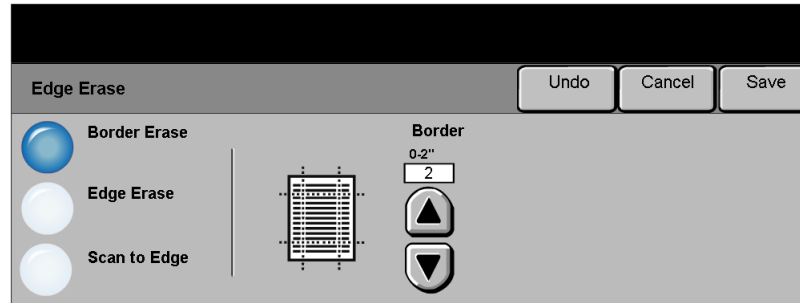 Edge Erase
Undo
Cancel
Save
Border Erase
Edge Erase
Scan to Edge
Border
0-2"
2